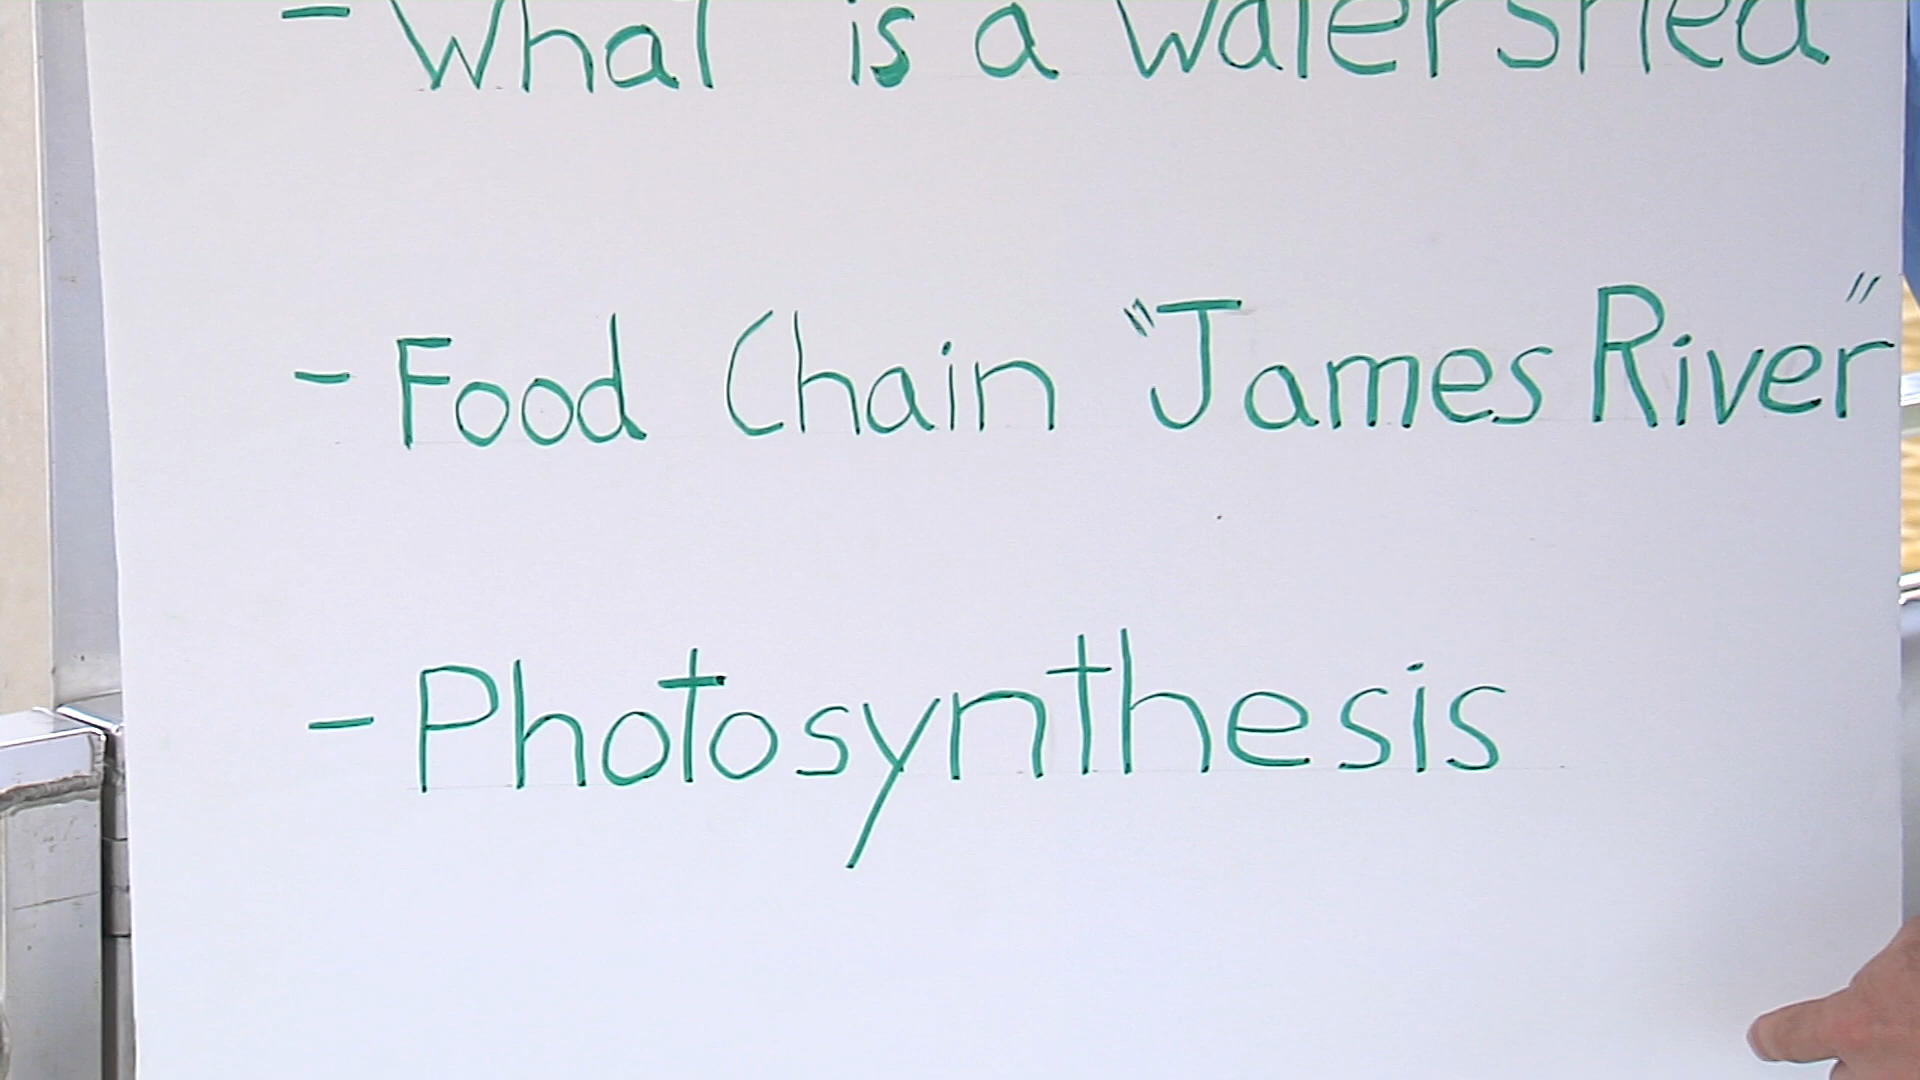 - What is a Watershed
- Food Chain "James River"
- Photosynthesis